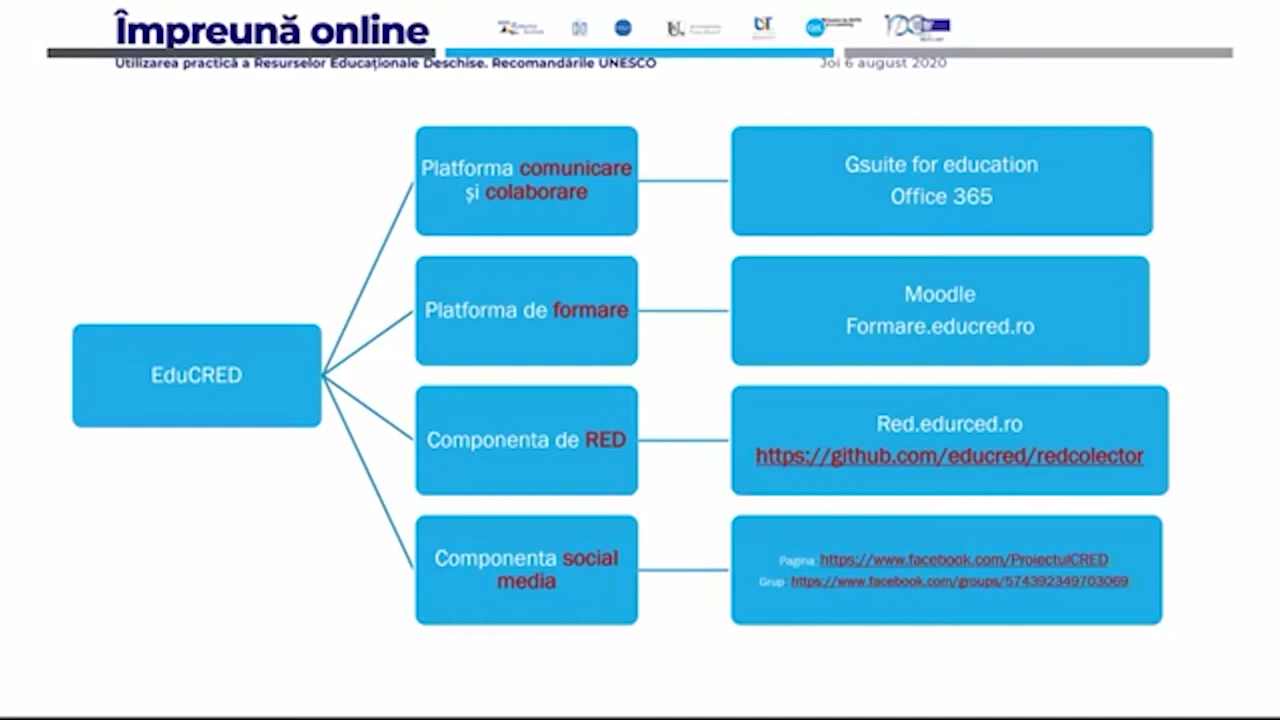 Împreună online
Utilizarea practică a Resurselor Educaționale Deschise. Recomandările UNESCO
Joi 6 august 2020
Platforma comunicare
și colaborare
Gsuite for education
Office 365
Platforma de formare
Moodle
Formare.educred.ro
EduCRED
Componenta de RED
Red.edurced.ro
https://github.com/educred/redcolector
Componenta social
media
Pagina: https://www.facebook.com/ProiectulCRED
Grup: https://www.facebook.com/groups/574392349703069